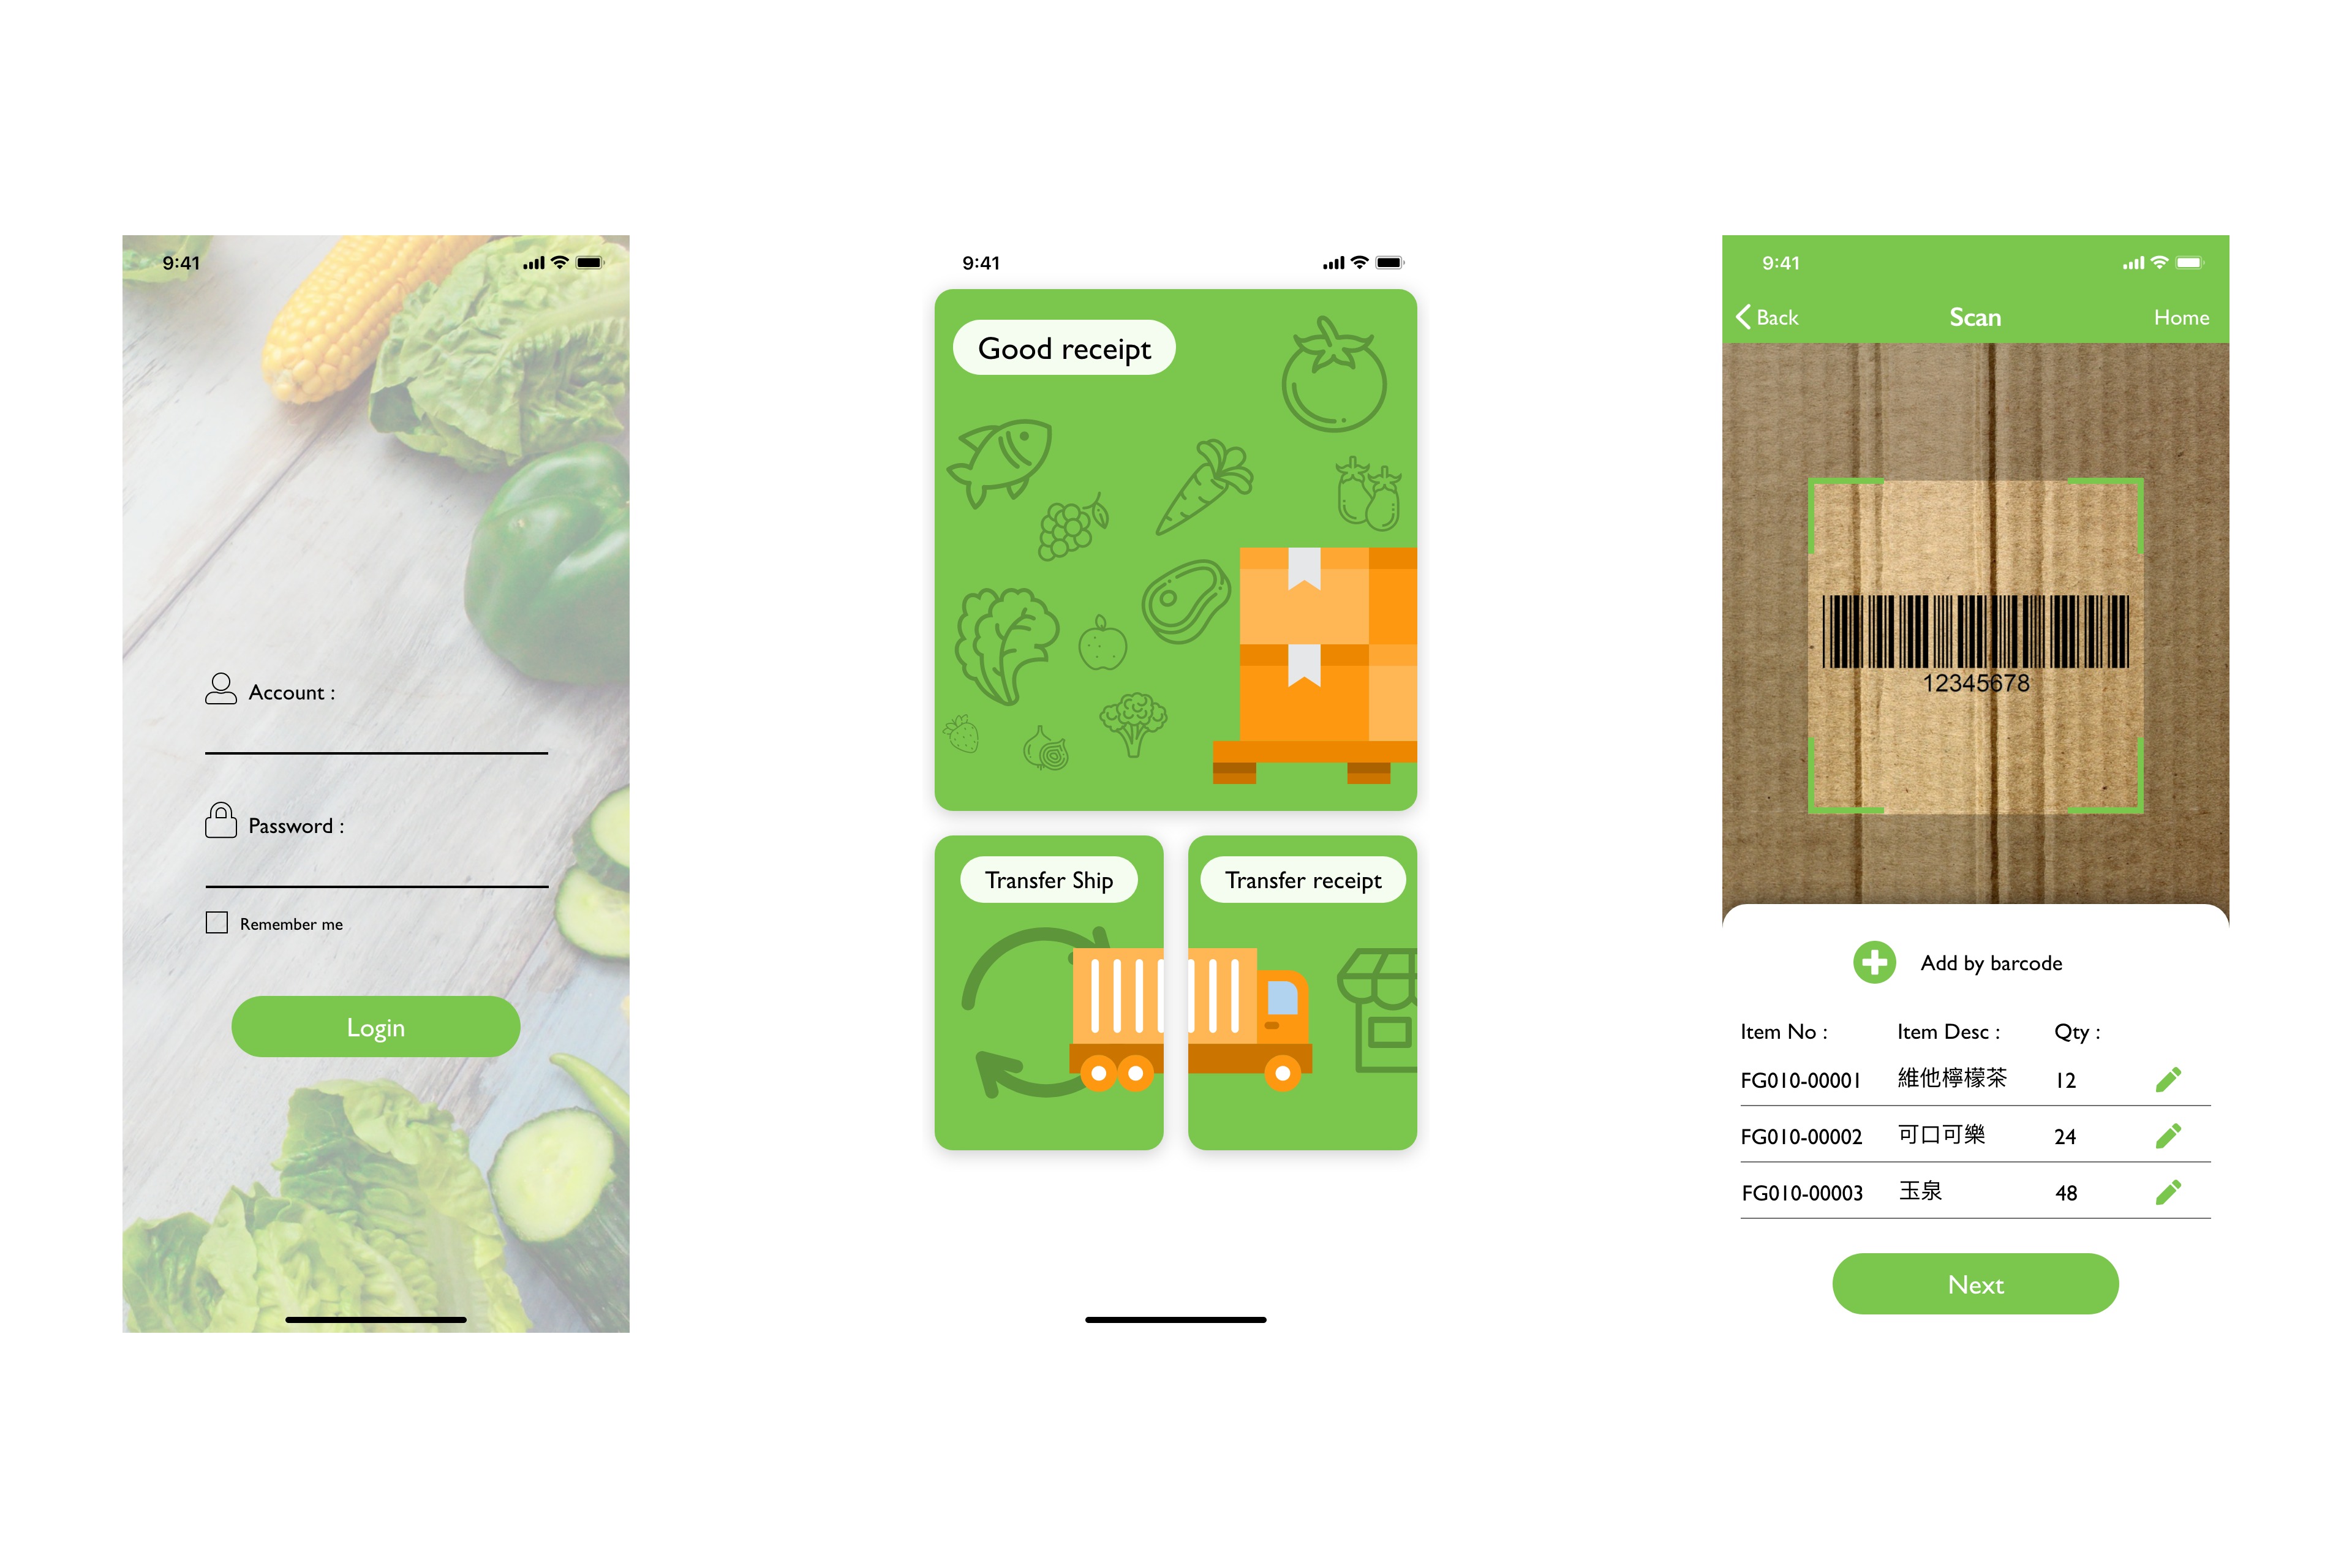 9:41
Account :
Password :
Remember me
Login
9:41
Good receipt
Transfer Ship
Transfer receipt
9:41
Back
Scan
Home
12345678
Add by barcode
Item No : Item Desc : Qty :
FG010-00001 維他檸檬茶 12
FG010-00002 可口可樂 24
FG010-00003 玉泉 48
Next